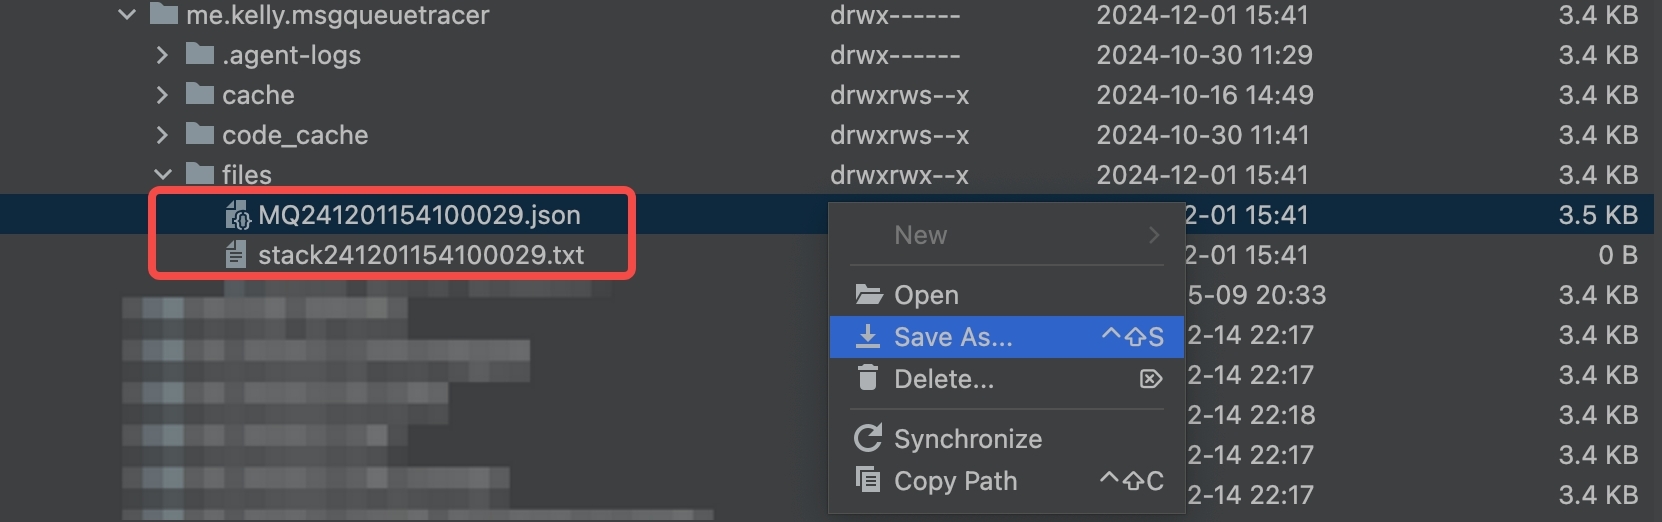 me.kelly.msgqueuetracer drwx------ 2024-12-01 15:41 3.4 KB
.agent-logs drwx------ 2024-10-30 11:29 3.4 KB
cache drwxrws--x 2024-10-16 14:49 3.4 KB
code_cache drwxrws--x 2024-10-30 11:41 3.4 KB
files drwxrwx--x 2024-12-01 15:41 3.4 KB
MQ241201154100029.json 2-01 15:41 3.5 KB
New
stack241201154100029.txt 2-01 15:41 0 B
Open 5-09 20:33 3.4 KB
Save As... ^⇧S 2-14 22:17 3.4 KB
Delete... ⌦ 2-14 22:17 3.4 KB
2-14 22:18 3.4 KB
Synchronize 2-14 22:17 3.4 KB
Copy Path ^⇧C 2-14 22:17 3.4 KB